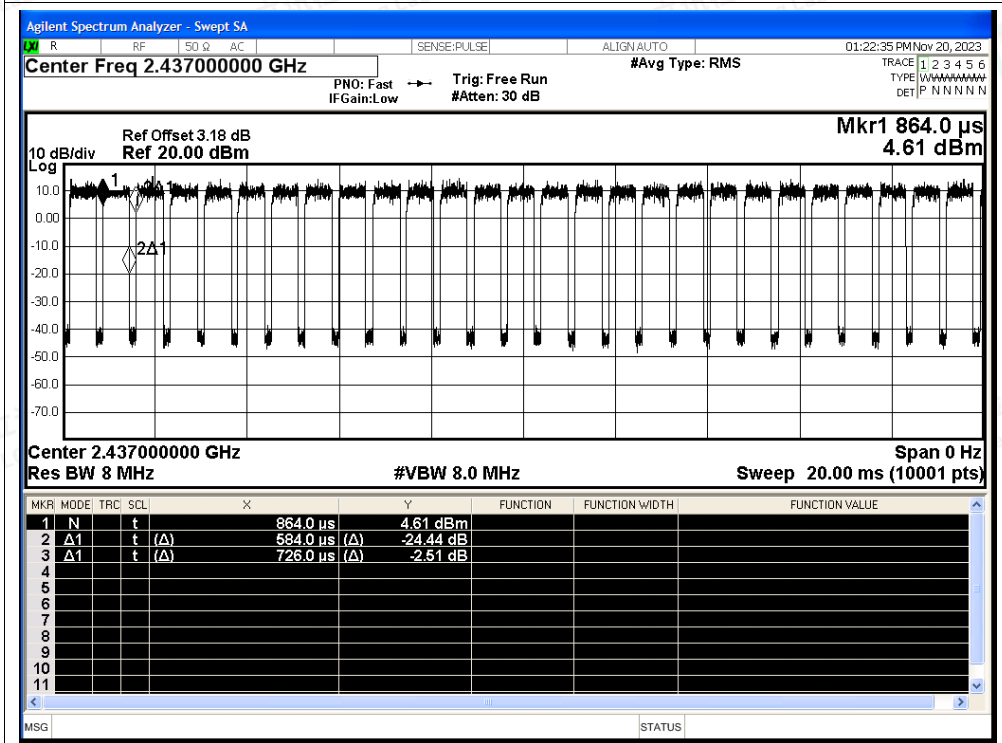 Agilent Spectrum Analyzer - Swept SA
LXI R RF 50 Ω AC SENSE:PULSE ALIGN AUTO 01:22:35 PM Nov 20, 2023
Center Freq 2.437000000 GHz #Avg Type: RMS TRACE 1 2 3 4 5 6
PNO: Fast Trig: Free Run TYPE WWWWWW
IFGain:Low #Atten: 30 dB DET P N N N N N
Mkr1 864.0 µs
4.61 dBm
Ref Offset 3.18 dB
10 dB/div Ref 20.00 dBm
Log
1
10.0
0.00
2Δ1
-10.0
-20.0
-30.0
-40.0
-50.0
-60.0
-70.0
Center 2.437000000 GHz Span 0 Hz
Res BW 8 MHz #VBW 8.0 MHz Sweep 20.00 ms (10001 pts)
MKR MODE TRC SCL X Y FUNCTION FUNCTION WIDTH FUNCTION VALUE
1 N t 864.0 µs 4.61 dBm
2 Δ1 t (Δ) 584.0 µs (Δ) -24.44 dB
3 Δ1 t (Δ) 726.0 µs (Δ) -2.51 dB
4
5
6
7
8
9
10
11
MSG STATUS